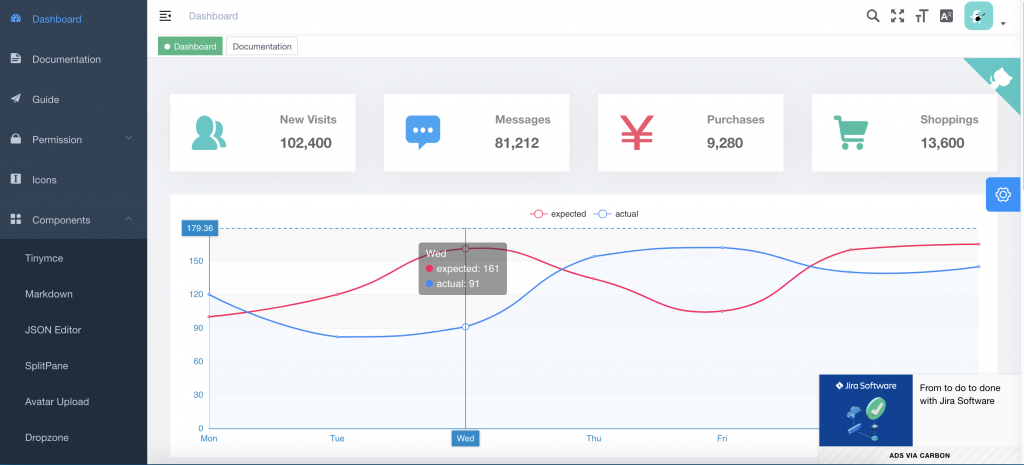 Dashboard
Documentation
Guide
Permission
Icons
Components
Tinymce
Markdown
JSON Editor
SplitPane
Avatar Upload
Dropzone
Dashboard
Dashboard
Documentation
New Visits
102,400
Messages
81,212
Purchases
9,280
Shoppings
13,600
expected actual
179.36
150
120
90
60
30
0
Wed
expected: 161
actual: 91
Mon Tue Wed Thu Fri
Jira Software
From to do to done
with Jira Software
ADS VIA CARBON